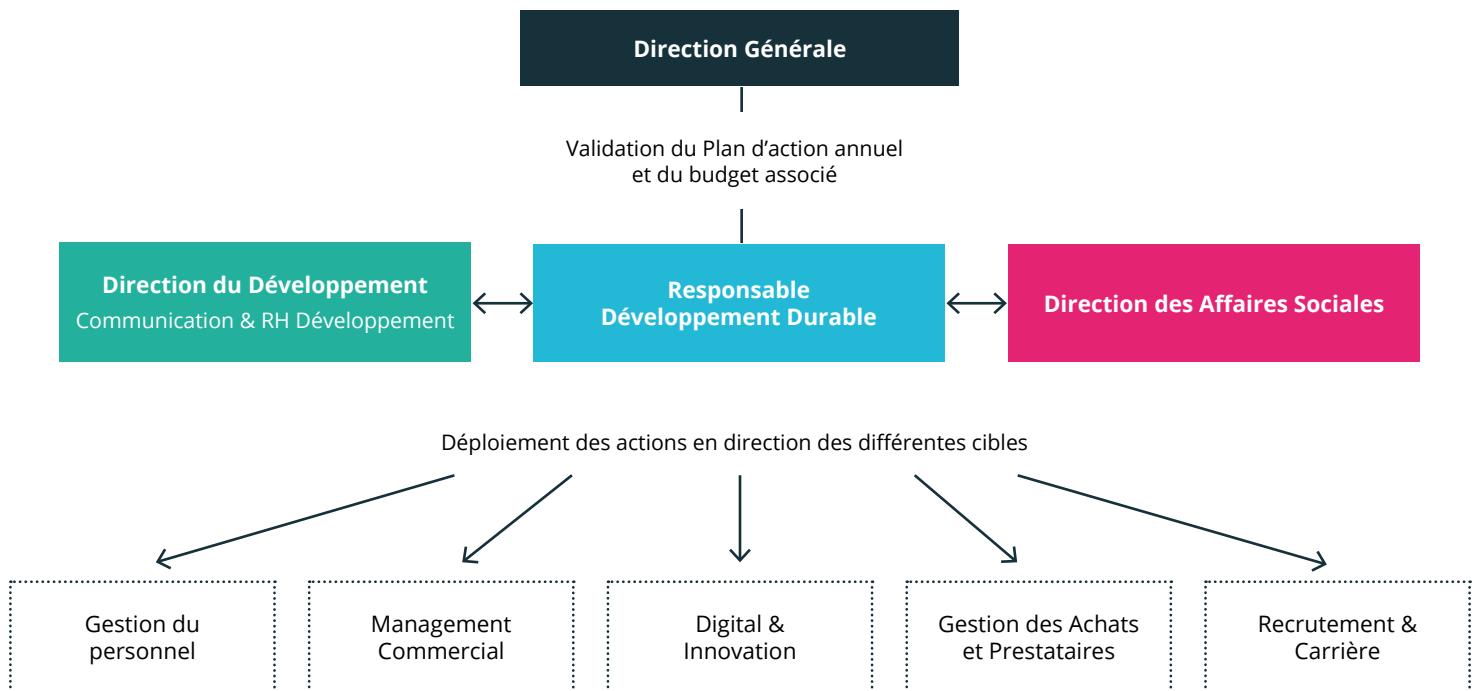 Direction Générale
Validation du Plan d’action annuel
et du budget associé
Direction du Développement
Communication & RH Développement
Responsable
Développement Durable
Direction des Affaires Sociales
Déploiement des actions en direction des différentes cibles
Gestion du
personnel
Management
Commercial
Digital &
Innovation
Gestion des Achats
et Prestataires
Recrutement &
Carrière